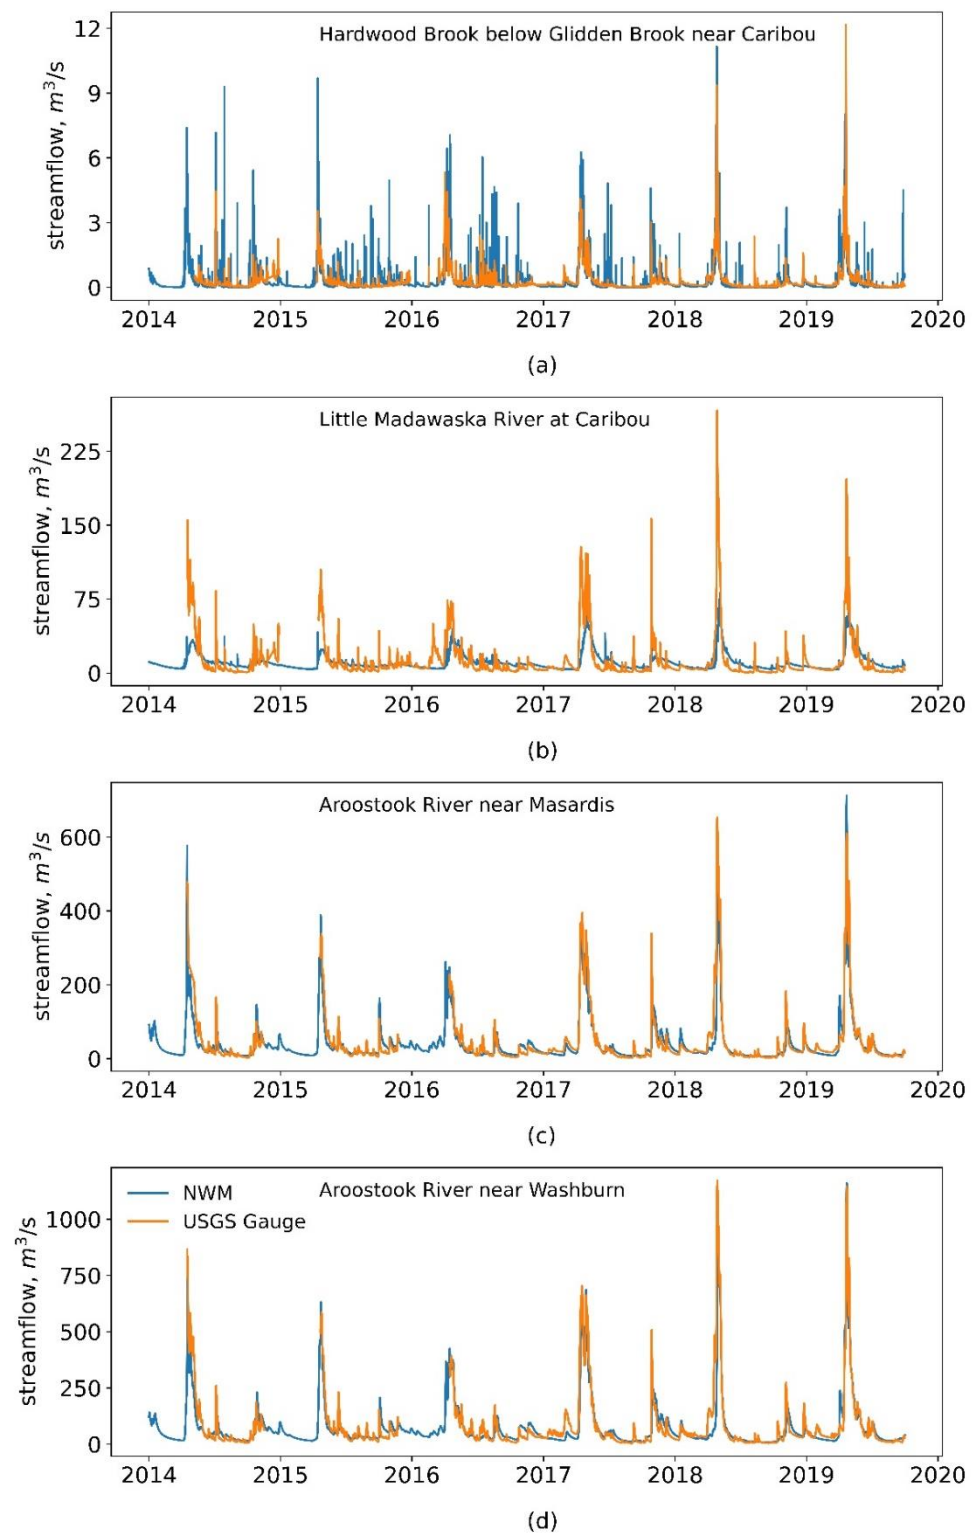 Hardwood Brook below Glidden Brook near Caribou
streamflow, m³/s
12
9
6
3
0
2014 2015 2016 2017 2018 2019 2020
(a)
Little Madawaska River at Caribou
streamflow, m³/s
225
150
75
0
2014 2015 2016 2017 2018 2019 2020
(b)
Aroostook River near Masardis
streamflow, m³/s
600
400
200
0
2014 2015 2016 2017 2018 2019 2020
(c)
NWM
USGS Gauge
Aroostook River near Washburn
streamflow, m³/s
1000
750
500
250
0
2014 2015 2016 2017 2018 2019 2020
(d)